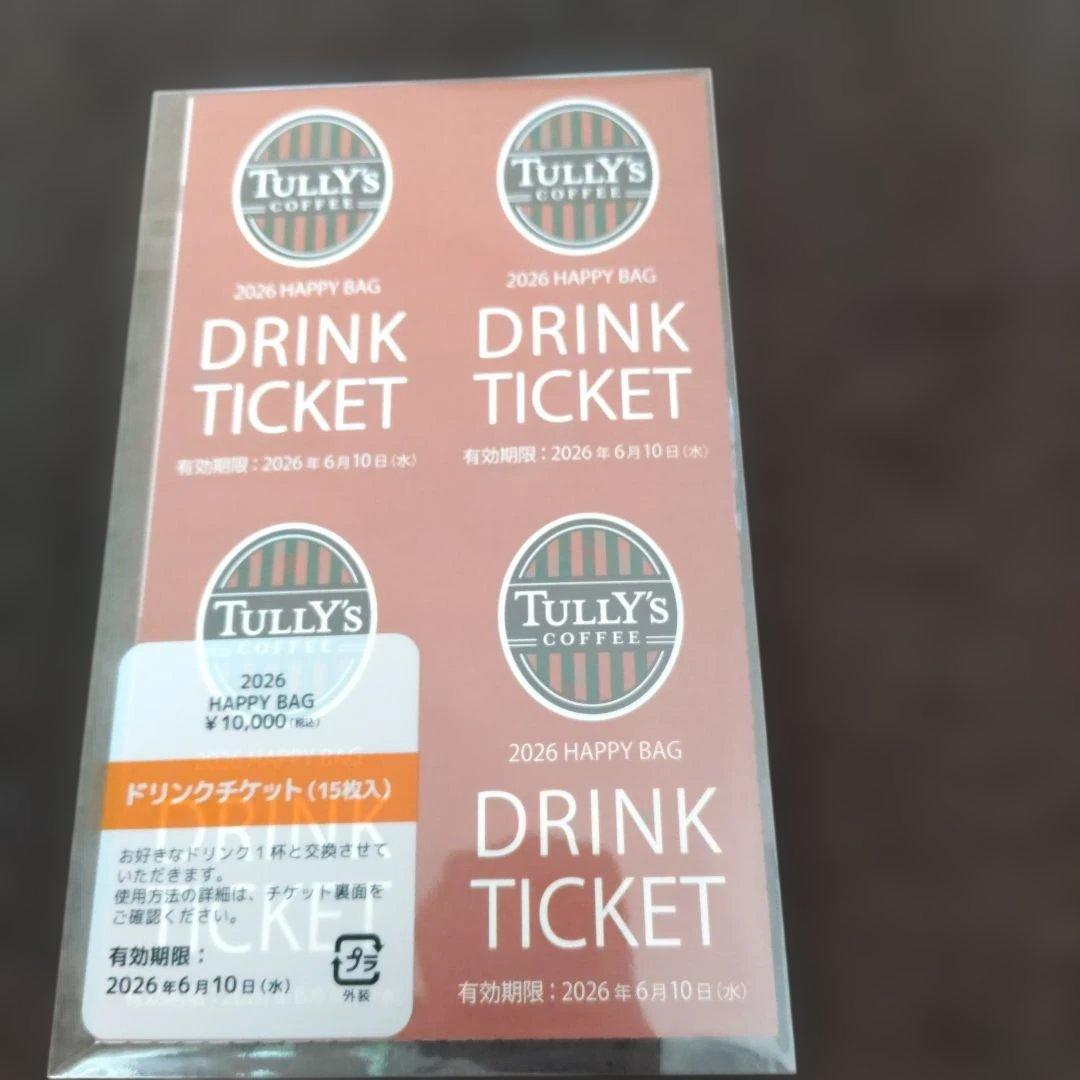 TULLY'S
COFFEE
2026 HAPPY BAG
DRINK
TICKET
有効期限：2026年6月10日（水）
TULLY'S
COFFEE
2026 HAPPY BAG
DRINK
TICKET
有効期限：2026年6月10日（水）
TULLY'S
COFFEE
2026 HAPPY BAG
DRINK
TICKET
TULLY'S
COFFEE
2026 HAPPY BAG
DRINK
TICKET
有効期限：2026年6月10日（水）
2026
HAPPY BAG
￥10,000（税込）
ドリンクチケット（15枚入）
お好きなドリンク1杯と交換させて
いただきます。
使用方法の詳細は、チケット裏面を
ご確認ください。
有効期限：
2026年6月10日（水）
プラ
外装